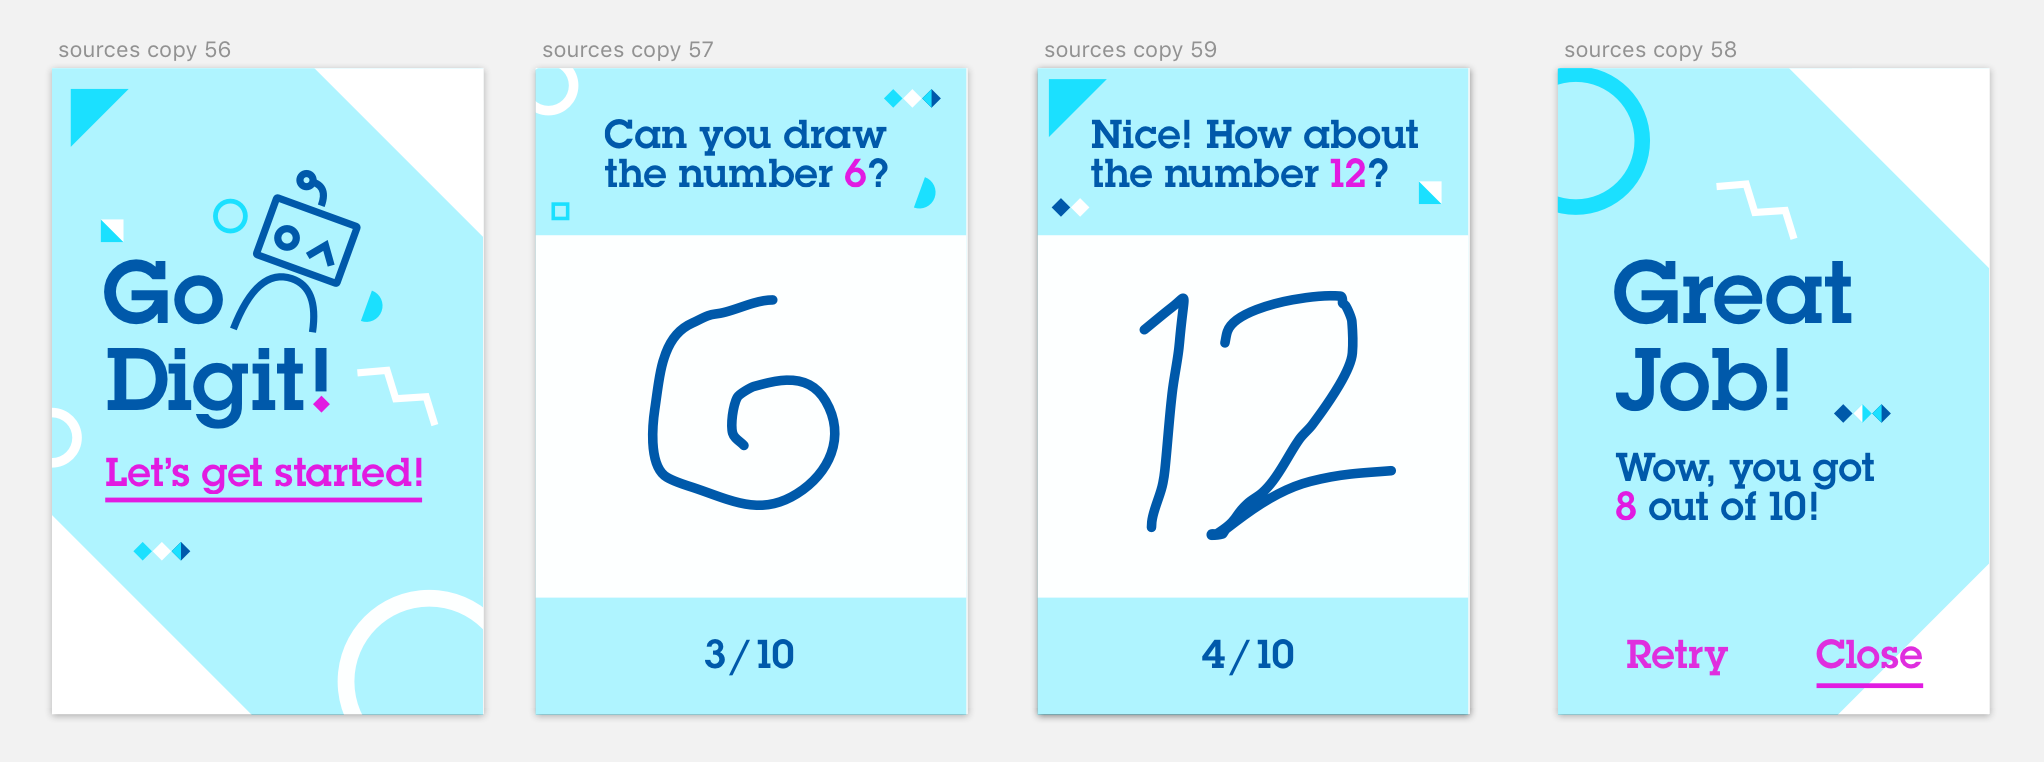 sources copy 56
Go
Digit!
Let's get started!
sources copy 57
Can you draw
the number 6?
6
3/10
sources copy 59
Nice! How about
the number 12?
12
4/10
sources copy 58
Great
Job!
Wow, you got
8 out of 10!
Retry Close